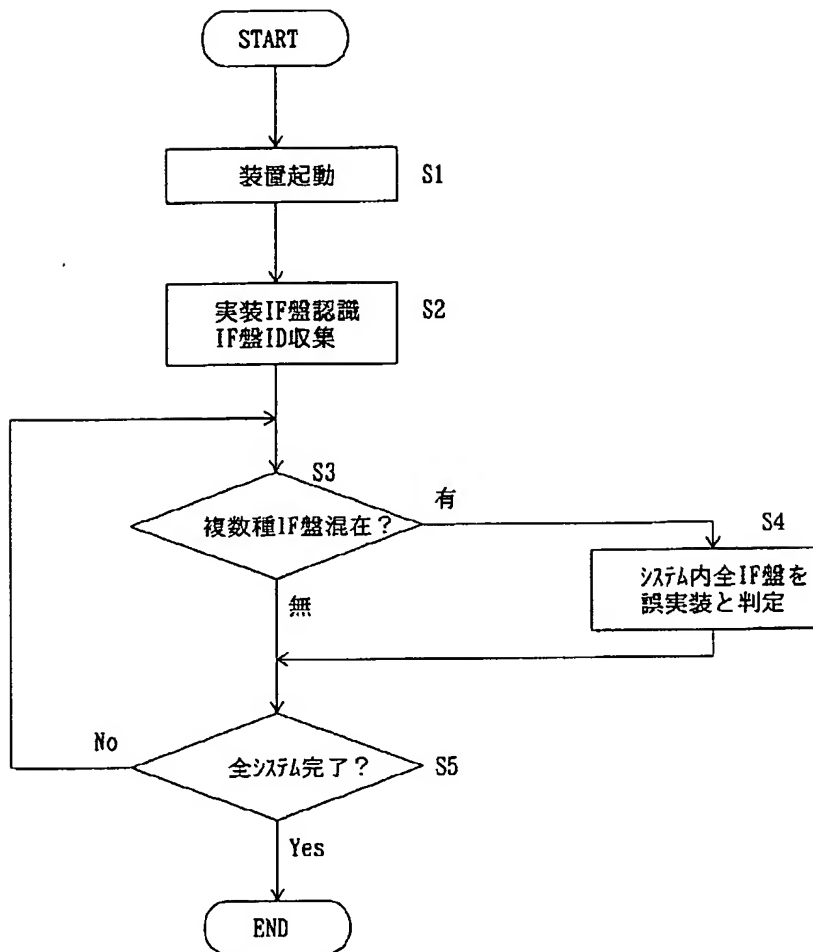 START
装置起動
S1
実装IF盤認識
IF盤ID収集
S2
S3
複数種IF盤混在？
有
S4
ｼｽﾃﾑ内全IF盤を
誤実装と判定
無
No
全ｼｽﾃﾑ完了？
S5
Yes
END